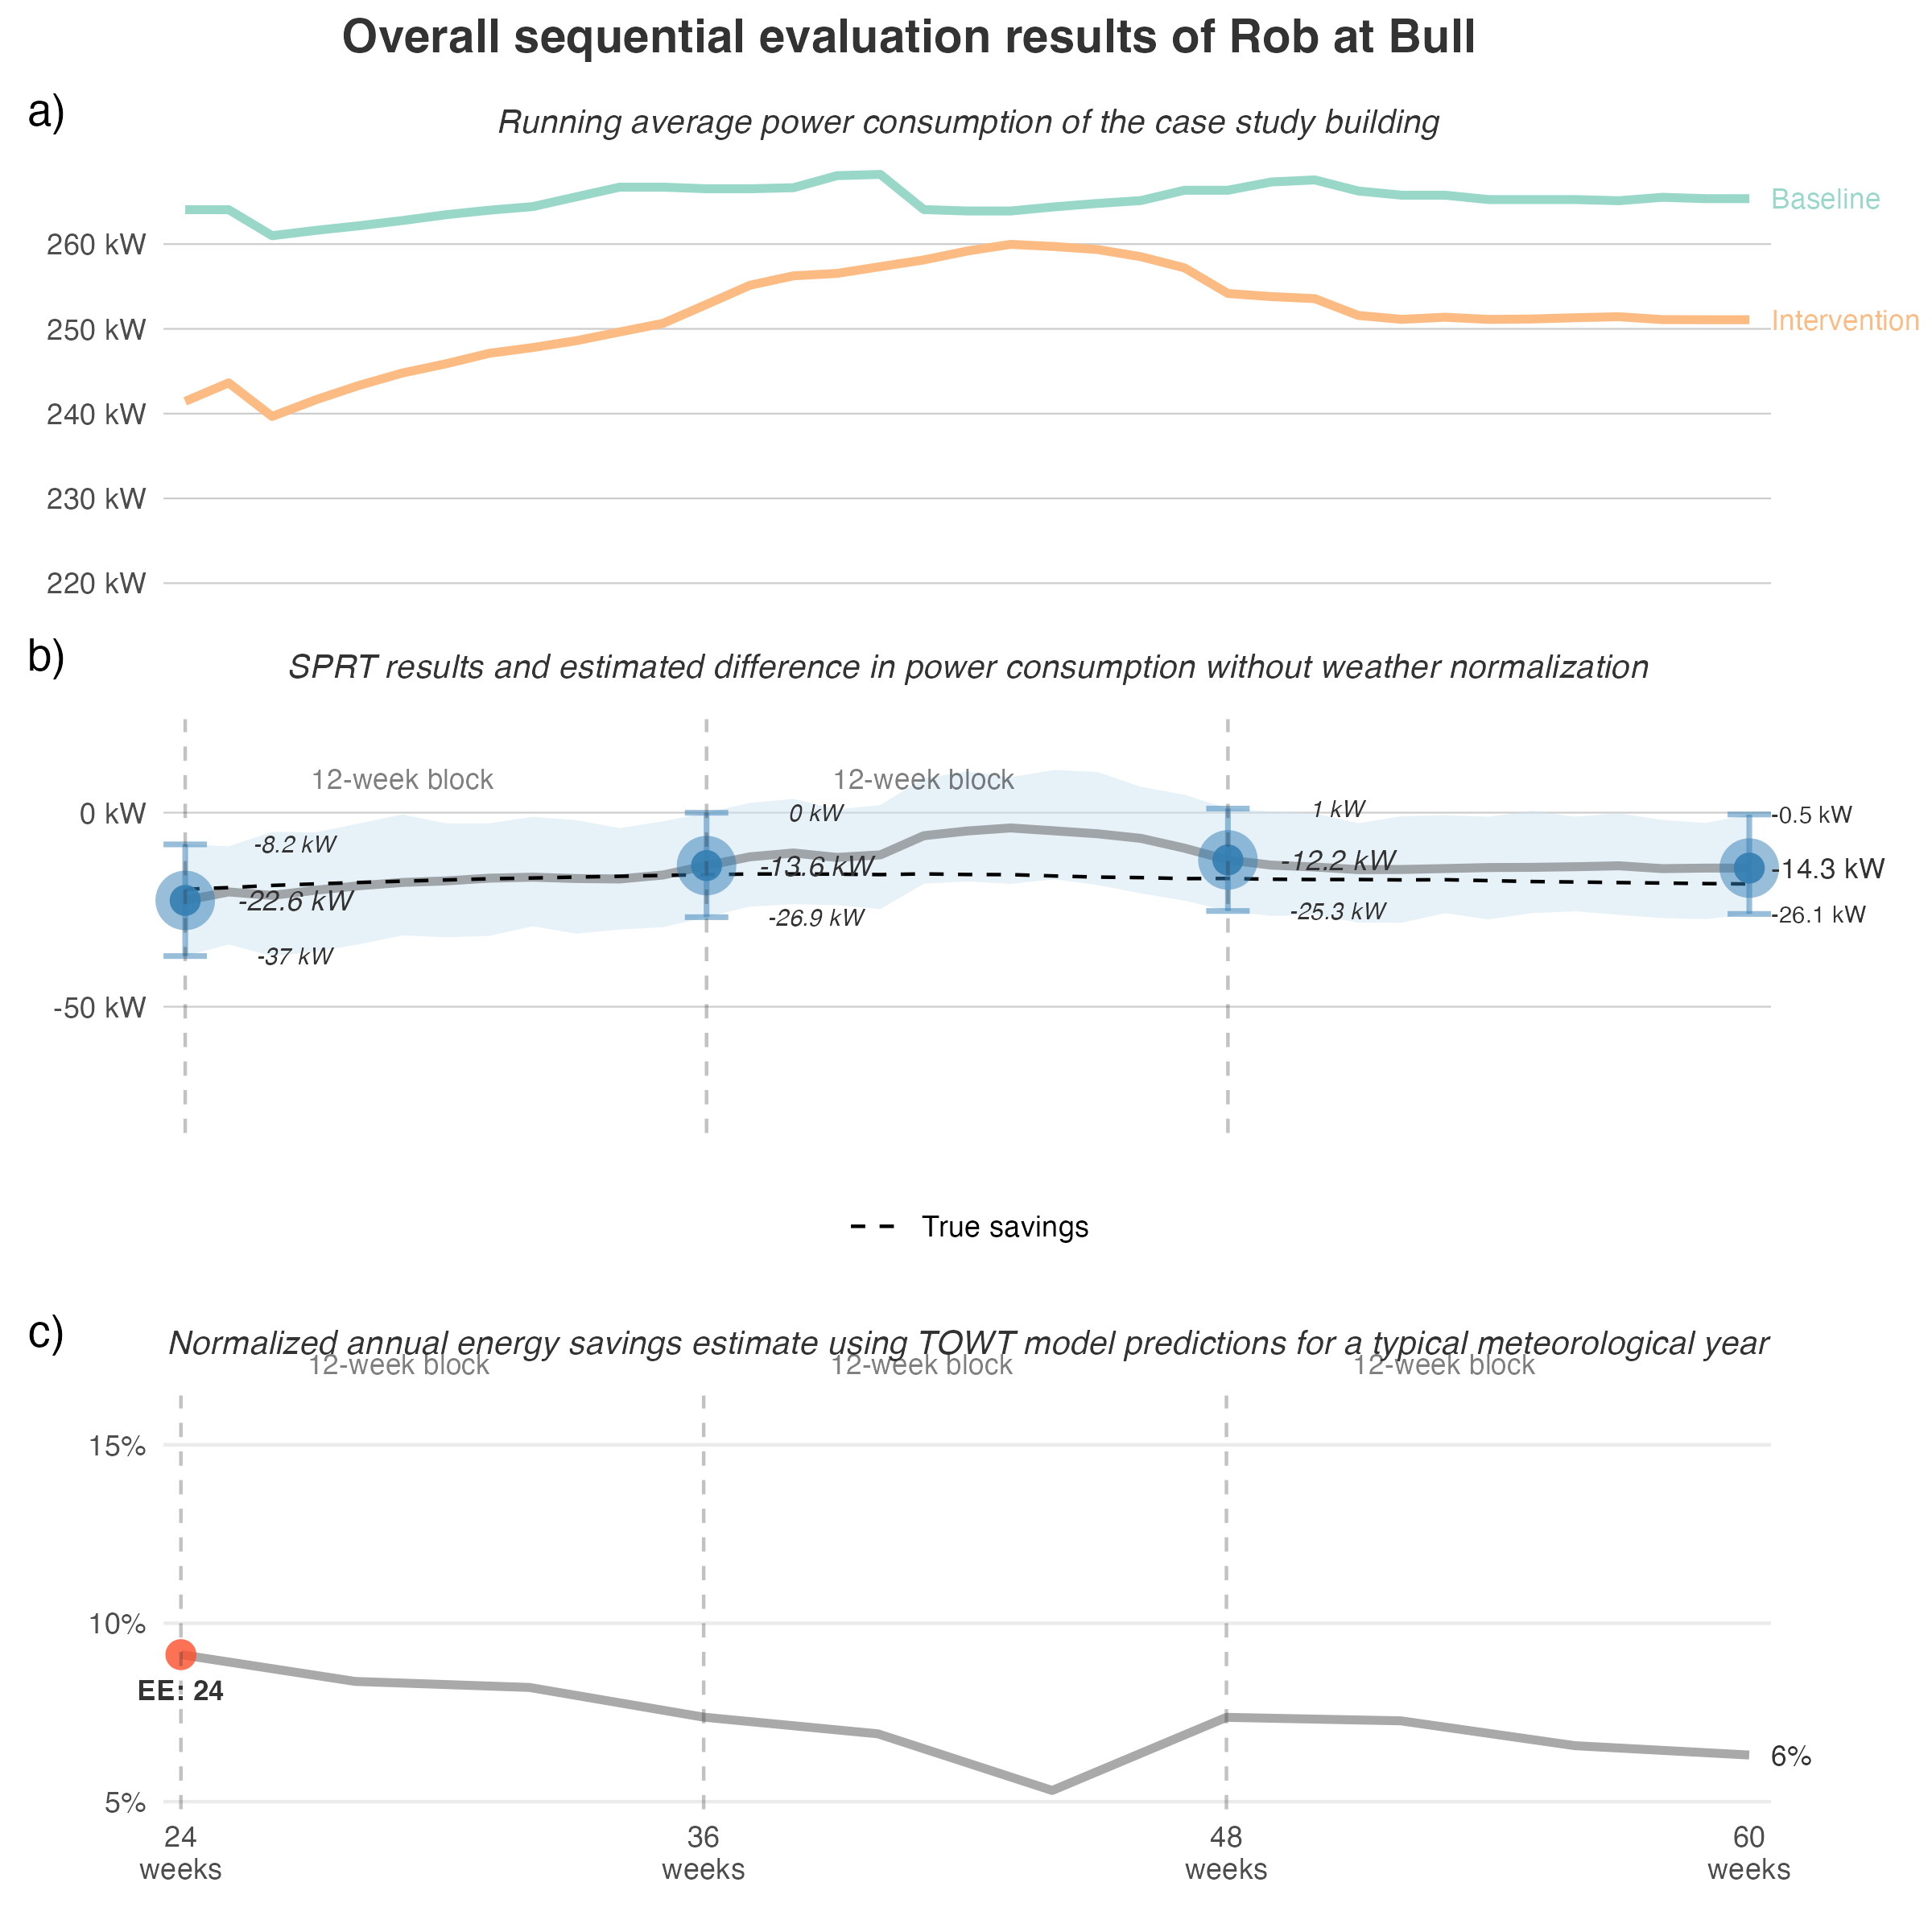 Overall sequential evaluation results of Rob at Bull
a)
Running average power consumption of the case study building
Baseline
260 kW
Intervention
250 kW
240 kW
230 kW
220 kW
b)
SPRT results and estimated difference in power consumption without weather normalization
12-week block
12-week block
0 kW
0 kW
1 kW
-0.5 kW
-8.2 kW
-13.6 kW
-12.2 kW
-14.3 kW
-22.6 kW
-26.9 kW
-25.3 kW
-26.1 kW
-37 kW
-50 kW
True savings
c)
Normalized annual energy savings estimate using TOWT model predictions for a typical meteorological year
12-week block
12-week block
12-week block
15%
10%
EE: 24
6%
5%
24 weeks
36 weeks
48 weeks
60 weeks